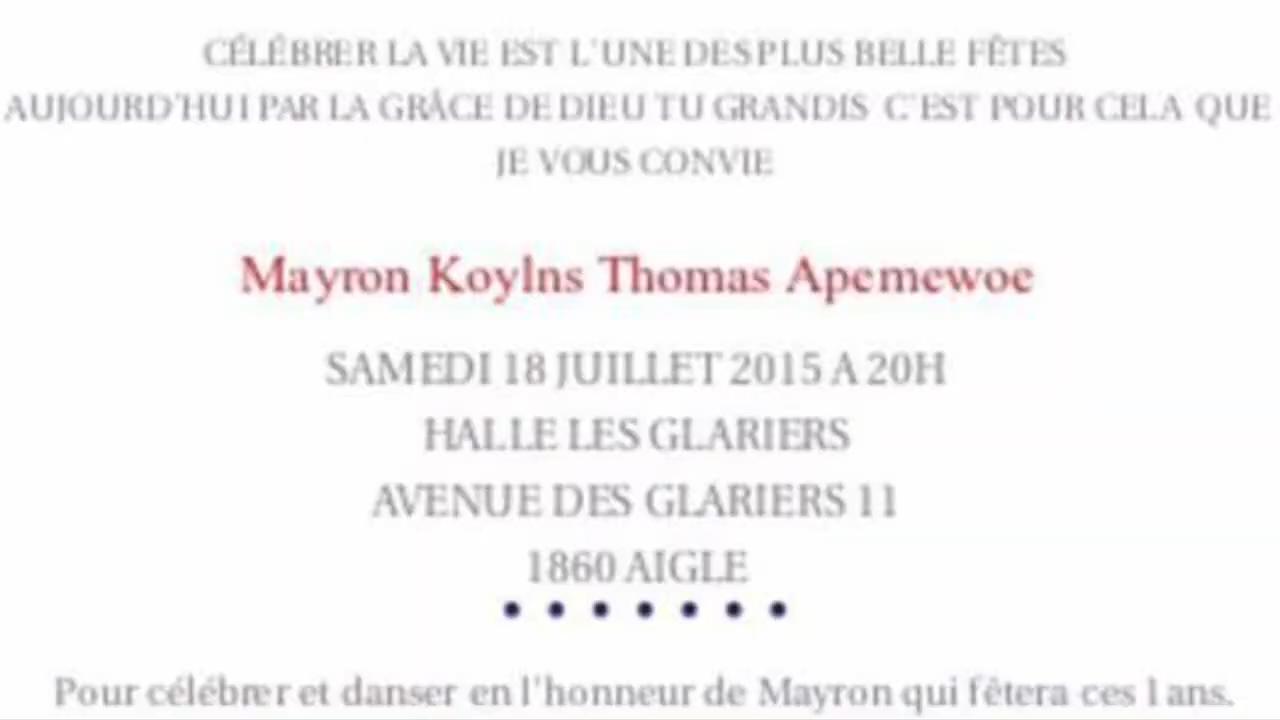 CÉLÉBRER LA VIE EST L'UNE DES PLUS BELLE FÊTES
AUJOURD'HUI PAR LA GRÂCE DE DIEU TU GRANDIS C'EST POUR CELA QUE
JE VOUS CONVIE
Mayron Koylns Thomas Apemewoe
SAMEDI 18 JUILLET 2015 A 20H
HALLE LES GLARIERS
AVENUE DES GLARIERS 11
1860 AIGLE
Pour célébrer et danser en l'honneur de Mayron qui fêtera ces 1 ans.